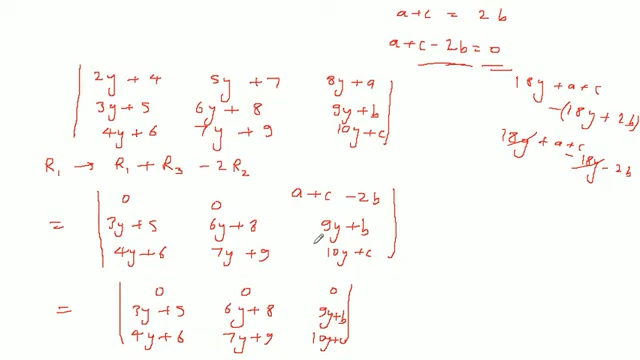 a+c = 2b
a+c-2b=0
| 2y+4 5y+7 8y+a |
| 3y+5 6y+8 9y+b |
| 4y+6 7y+9 10y+c |
18y+a+c
-(18y+2b)
18y+a+c
-18y-2b
R₁ → R₁ + R₃ - 2R₂
= | 0 0 a+c-2b |
| 3y+5 6y+8 9y+b |
| 4y+6 7y+9 10y+c |
= | 0 0 0 |
| 3y+5 6y+8 9y+b |
| 4y+6 7y+9 10y+c |